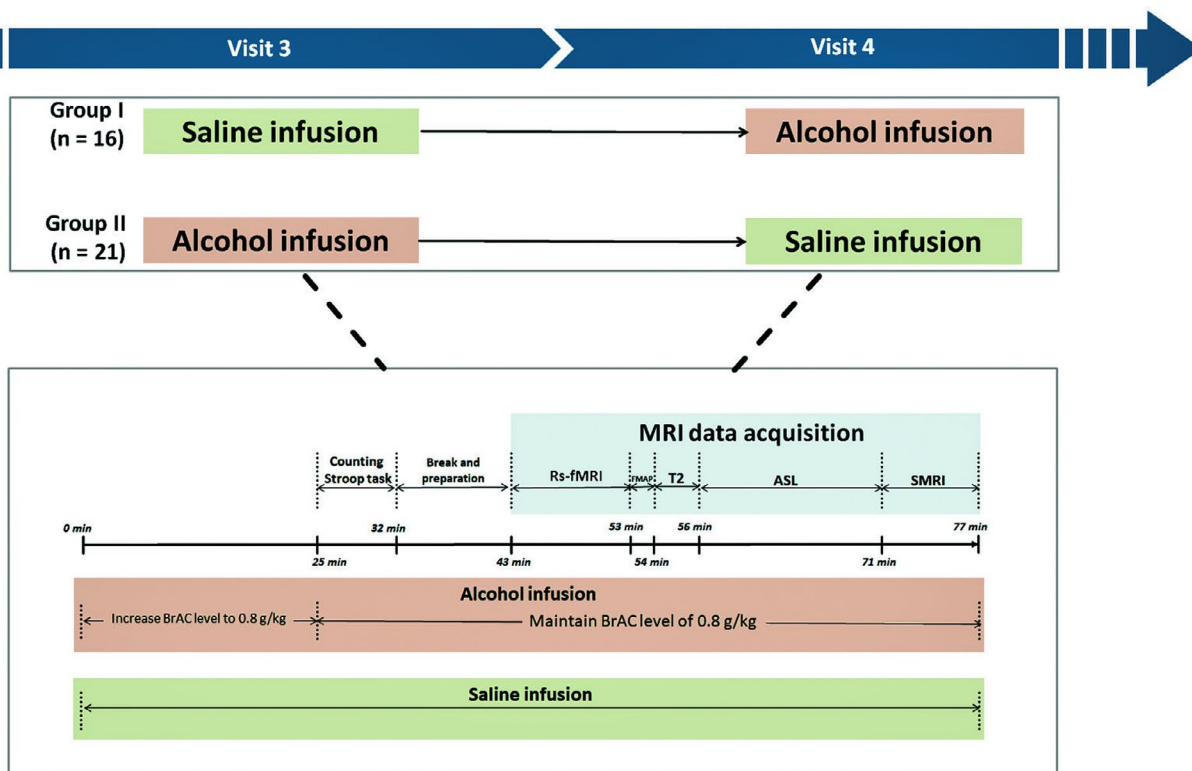 Visit 3
Visit 4
Group I
(n = 16)
Saline infusion
Alcohol infusion
Group II
(n = 21)
Alcohol infusion
Saline infusion
MRI data acquisition
Counting
Stroop task
Break and
preparation
Rs-fMRI
FMAP
T2
ASL
SMRI
0 min
32 min
53 min
56 min
77 min
25 min
43 min
54 min
71 min
Alcohol infusion
Increase BrAC level to 0.8 g/kg
Maintain BrAC level of 0.8 g/kg
Saline infusion